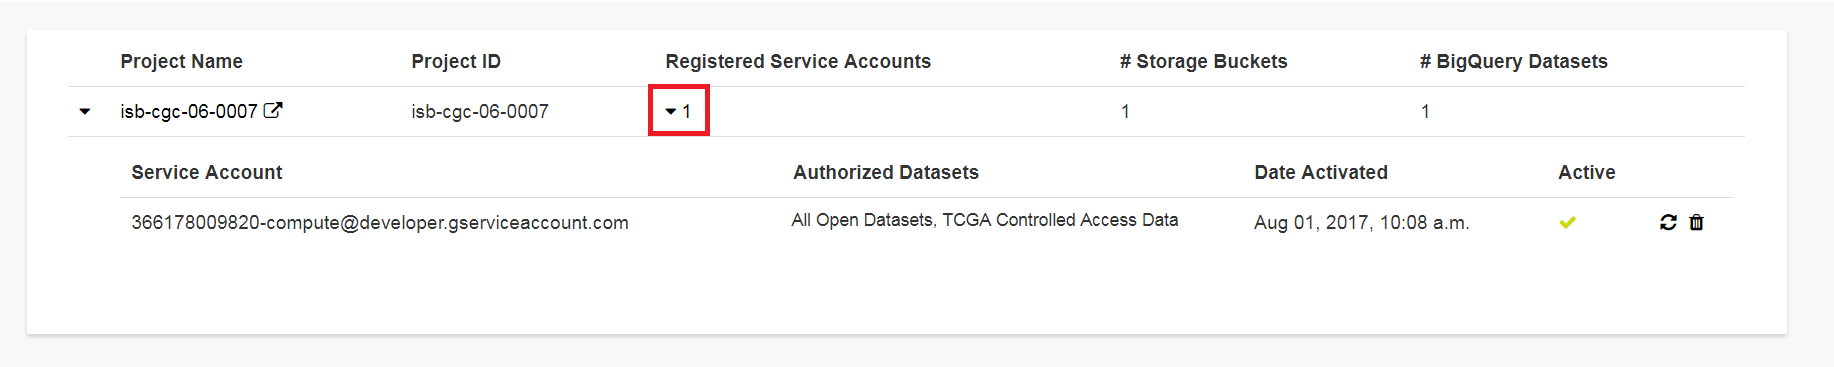 Project Name Project ID Registered Service Accounts # Storage Buckets # BigQuery Datasets
isb-cgc-06-0007 isb-cgc-06-0007 1 1 1
Service Account Authorized Datasets Date Activated Active
366178009820-compute@developer.gserviceaccount.com All Open Datasets, TCGA Controlled Access Data Aug 01, 2017, 10:08 a.m.